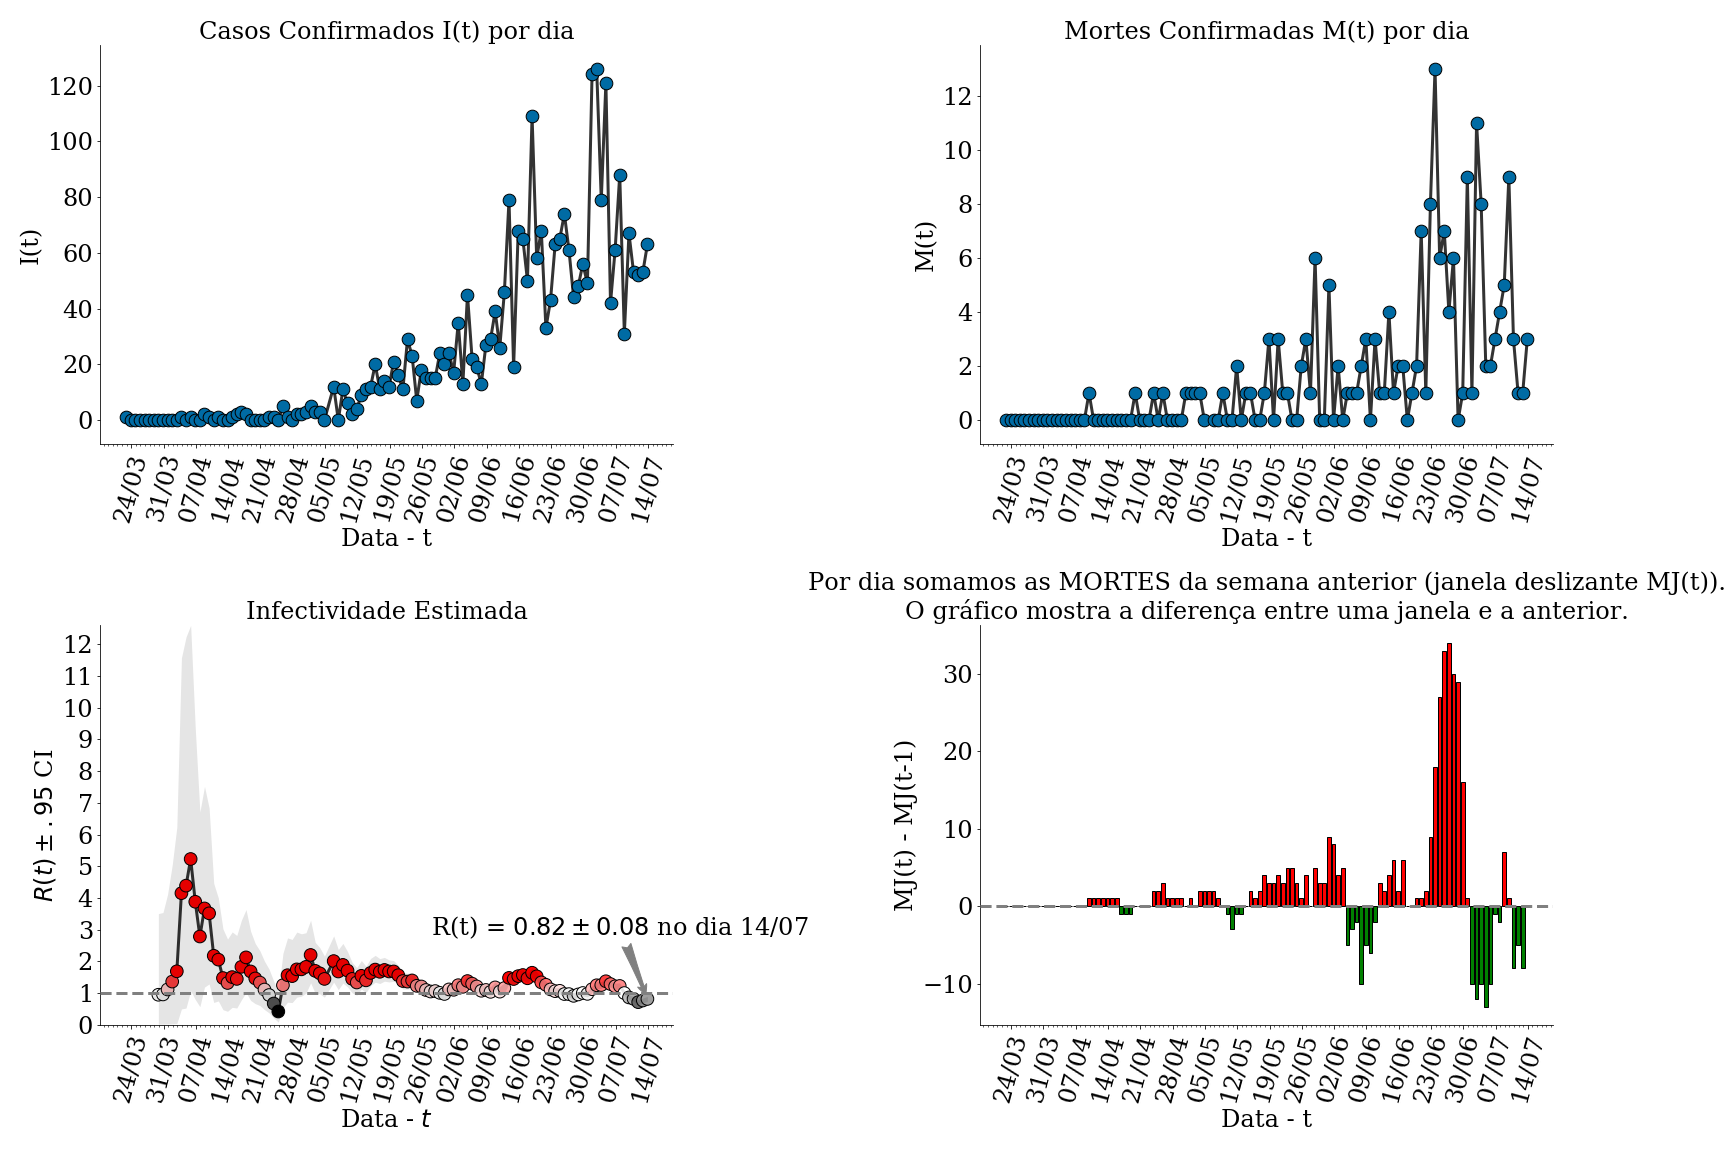 Casos Confirmados I(t) por dia
I(t)
120
100
80
60
40
20
0
24/03 31/03 07/04 14/04 21/04 28/04 05/05 12/05 19/05 26/05 02/06 09/06 16/06 23/06 30/06 07/07 14/07
Data - t
Mortes Confirmadas M(t) por dia
M(t)
12
10
8
6
4
2
0
24/03 31/03 07/04 14/04 21/04 28/04 05/05 12/05 19/05 26/05 02/06 09/06 16/06 23/06 30/06 07/07 14/07
Data - t
Infectividade Estimada
R(t) ± .95 CI
12
11
10
9
8
7
6
5
4
3
2
1
0
R(t) = 0.82 ± 0.08 no dia 14/07
24/03 31/03 07/04 14/04 21/04 28/04 05/05 12/05 19/05 26/05 02/06 09/06 16/06 23/06 30/06 07/07 14/07
Data - t
Por dia somamos as MORTES da semana anterior (janela deslizante MJ(t)).
O gráfico mostra a diferença entre uma janela e a anterior.
MJ(t) - MJ(t-1)
30
20
10
0
−10
24/03 31/03 07/04 14/04 21/04 28/04 05/05 12/05 19/05 26/05 02/06 09/06 16/06 23/06 30/06 07/07 14/07
Data - t